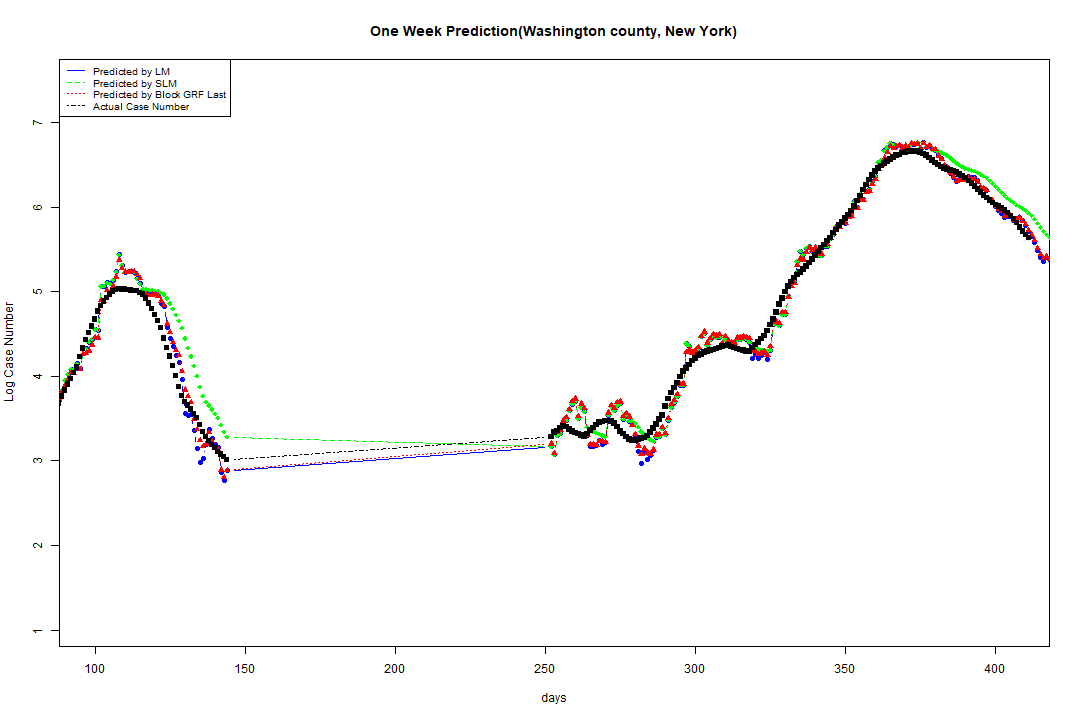 One Week Prediction(Washington county, New York)
Predicted by LM
Predicted by SLM
Predicted by Block GRF Last
Actual Case Number
7
6
5
4
3
2
1
Log Case Number
100 150 200 250 300 350 400
days